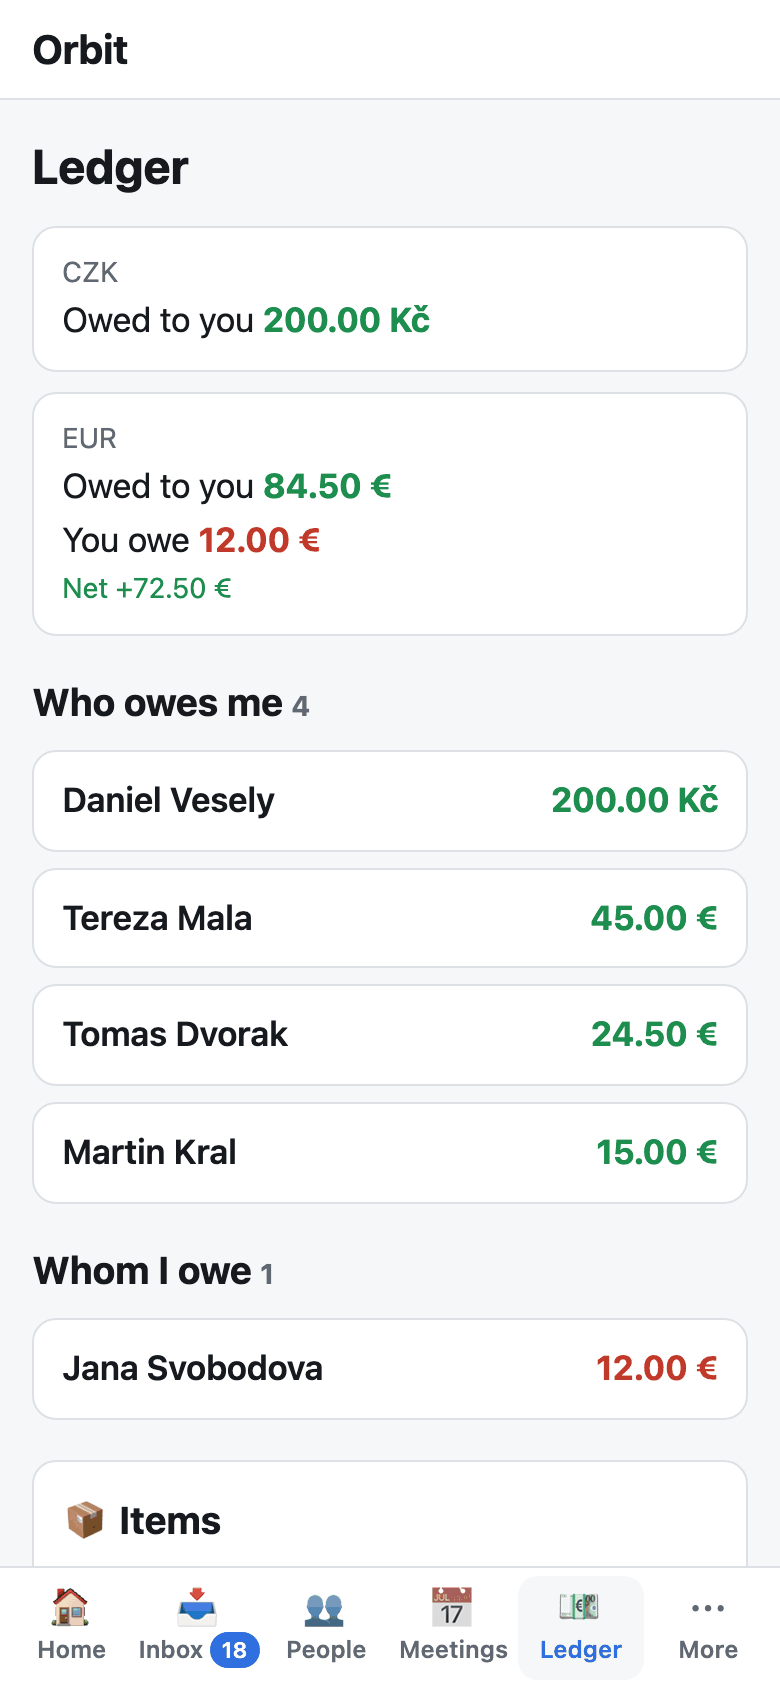 Orbit
Ledger
CZK
Owed to you 200.00 Kč
EUR
Owed to you 84.50 €
You owe 12.00 €
Net +72.50 €
Who owes me 4
Daniel Vesely 200.00 Kč
Tereza Mala 45.00 €
Tomas Dvorak 24.50 €
Martin Kral 15.00 €
Whom I owe 1
Jana Svobodova 12.00 €
Items
JUL 17
Home Inbox 18 People Meetings Ledger More